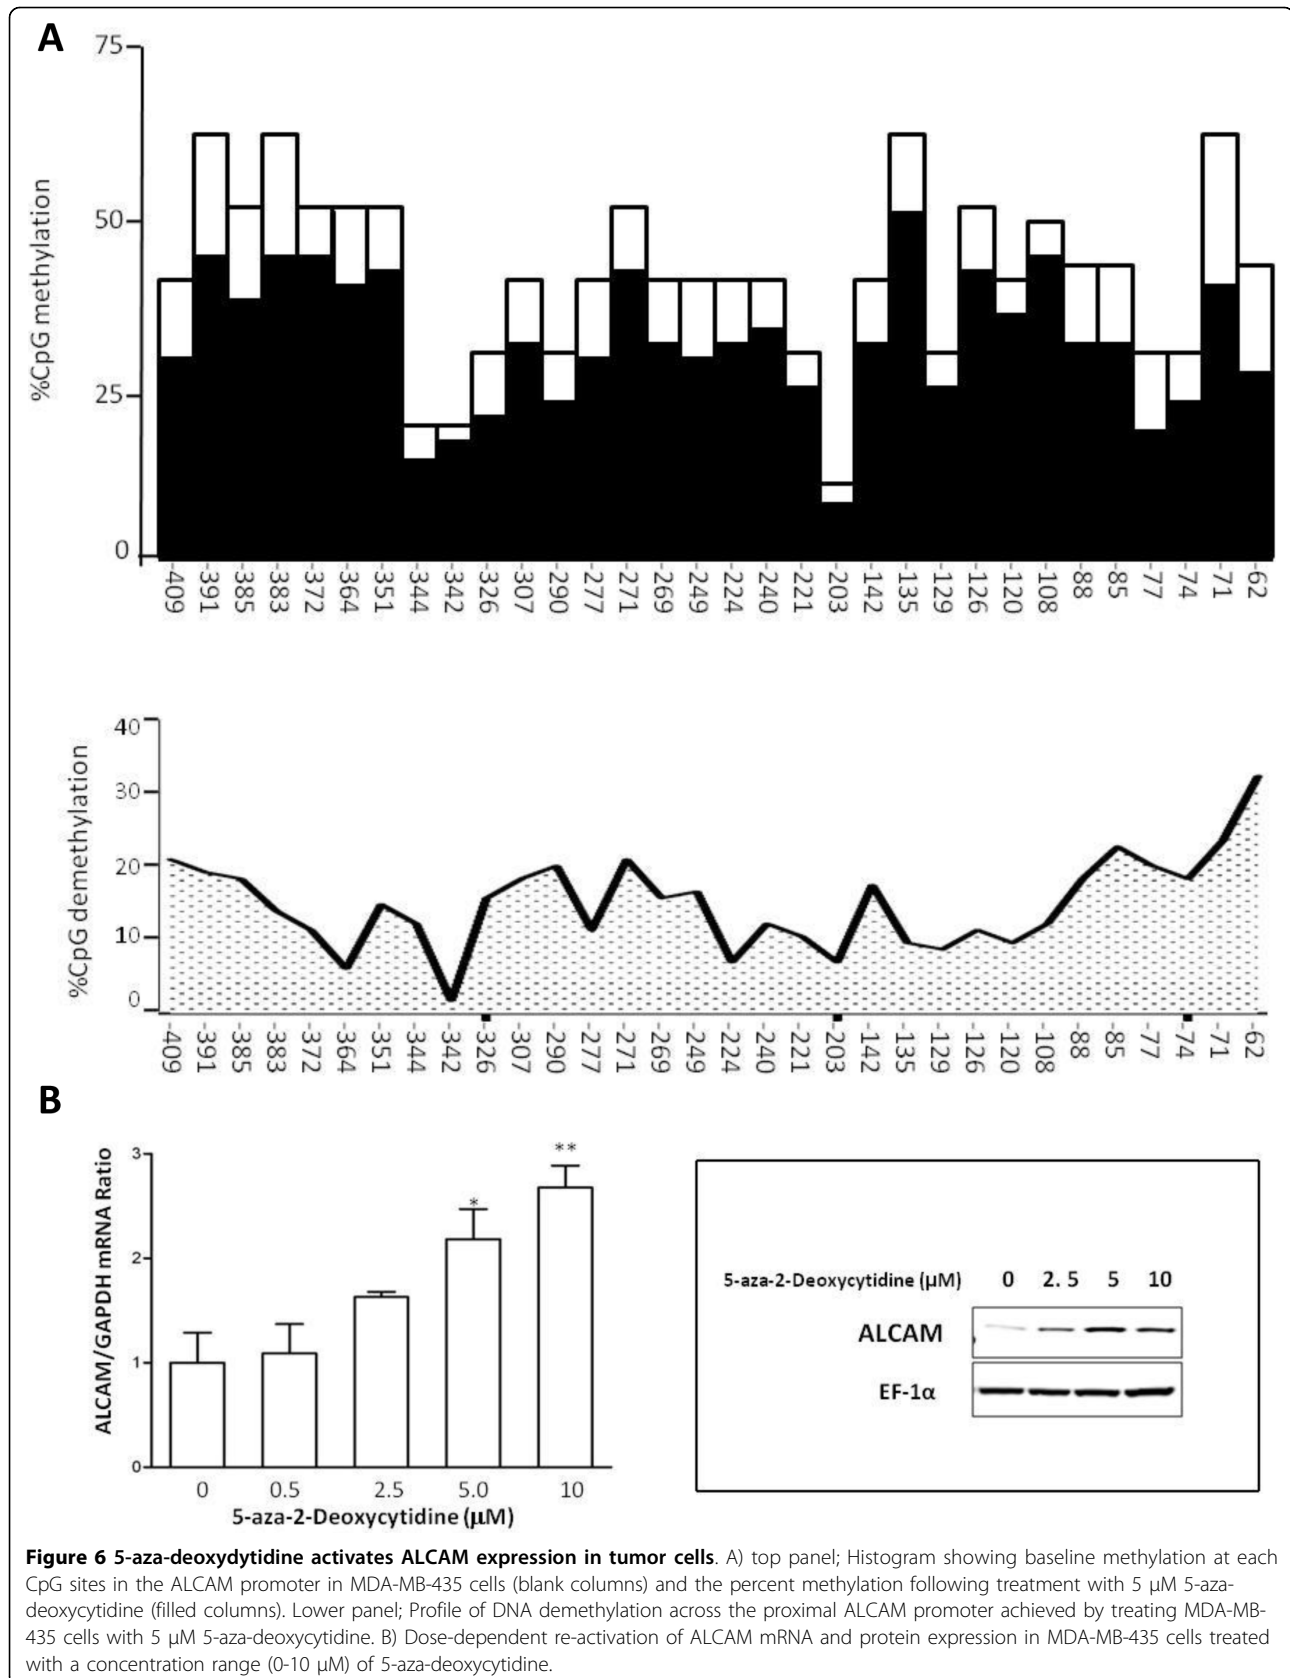 A
75
50
25
0
%CpG methylation
-409 -391 -385 -383 -372 -364 -351 -344 -342 -326 -307 -290 -277 -271 -269 -249 -224 -240 -221 -203 -142 -135 -129 -126 -120 -108 -88 -85 -77 -74 -71 -62
40
30
20
10
0
%CpG demethylation
-409 -391 -385 -383 -372 -364 -351 -344 -342 -326 -307 -290 -277 -271 -269 -249 -224 -240 -221 -203 -142 -135 -129 -126 -120 -108 -88 -85 -77 -74 -71 -62
B
3
2
1
0
ALCAM/GAPDH mRNA Ratio
* **
0 0.5 2.5 5.0 10
5-aza-2-Deoxycytidine (µM)
5-aza-2-Deoxycytidine (µM) 0 2. 5 5 10
ALCAM
EF-1α
Figure 6 5-aza-deoxydytidine activates ALCAM expression in tumor cells. A) top panel; Histogram showing baseline methylation at each
CpG sites in the ALCAM promoter in MDA-MB-435 cells (blank columns) and the percent methylation following treatment with 5 μM 5-aza-
deoxycytidine (filled columns). Lower panel; Profile of DNA demethylation across the proximal ALCAM promoter achieved by treating MDA-MB-
435 cells with 5 μM 5-aza-deoxycytidine. B) Dose-dependent re-activation of ALCAM mRNA and protein expression in MDA-MB-435 cells treated
with a concentration range (0-10 μM) of 5-aza-deoxycytidine.